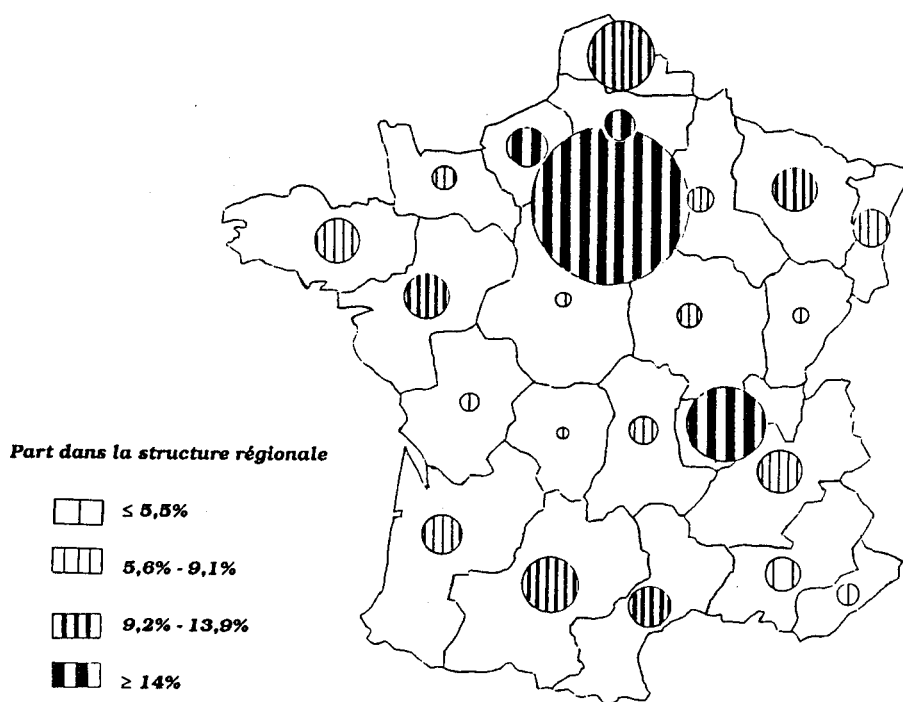 Part dans la structure régionale
≤ 5,5%
5,6% - 9,1%
9,2% - 13,9%
≥ 14%